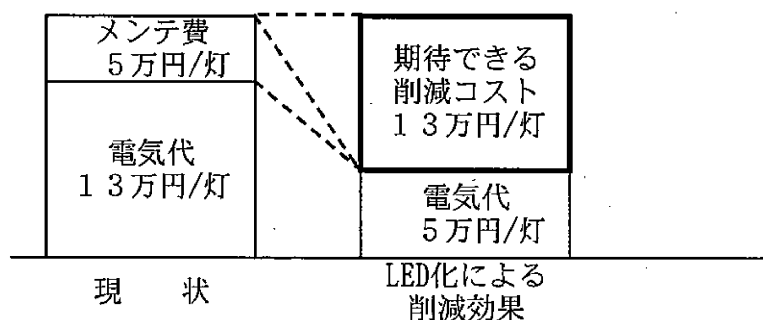 メンテ費
5万円/灯
電気代
13万円/灯
期待できる
削減コスト
13万円/灯
電気代
5万円/灯
現　状
LED化による
削減効果